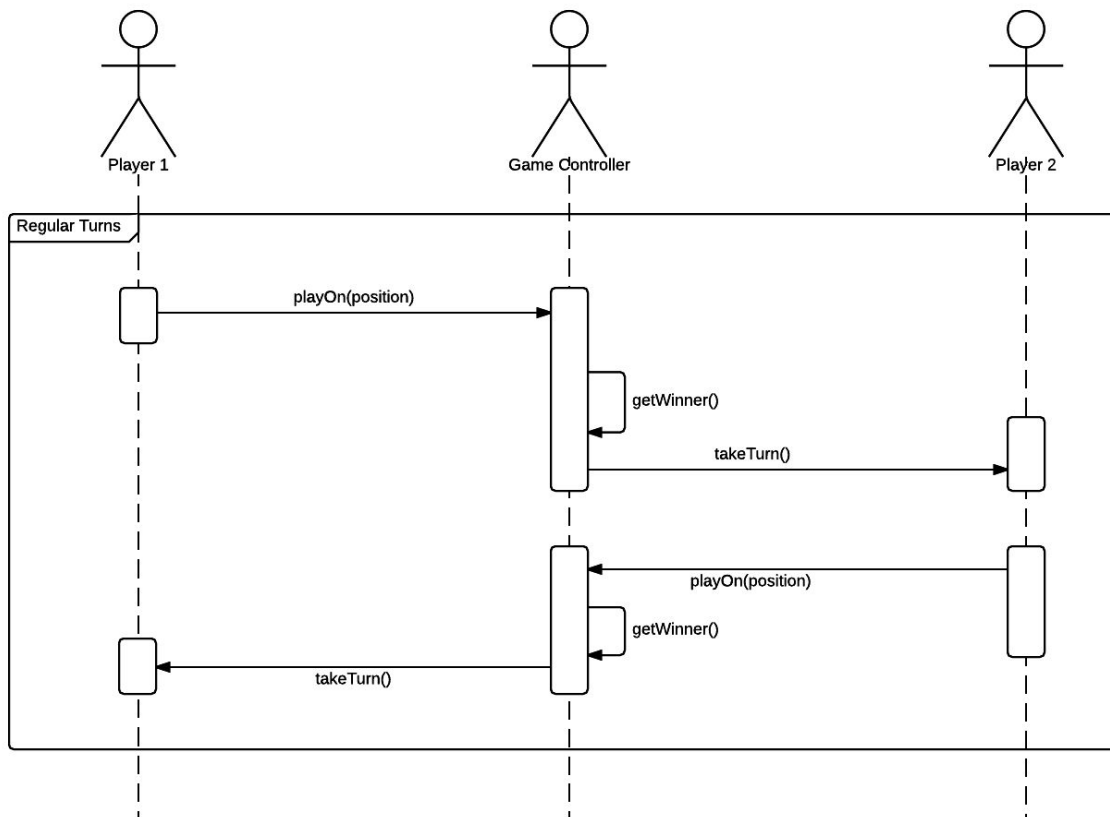 Player 1
Game Controller
Player 2
Regular Turns
playOn(position)
getWinner()
takeTurn()
playOn(position)
getWinner()
takeTurn()